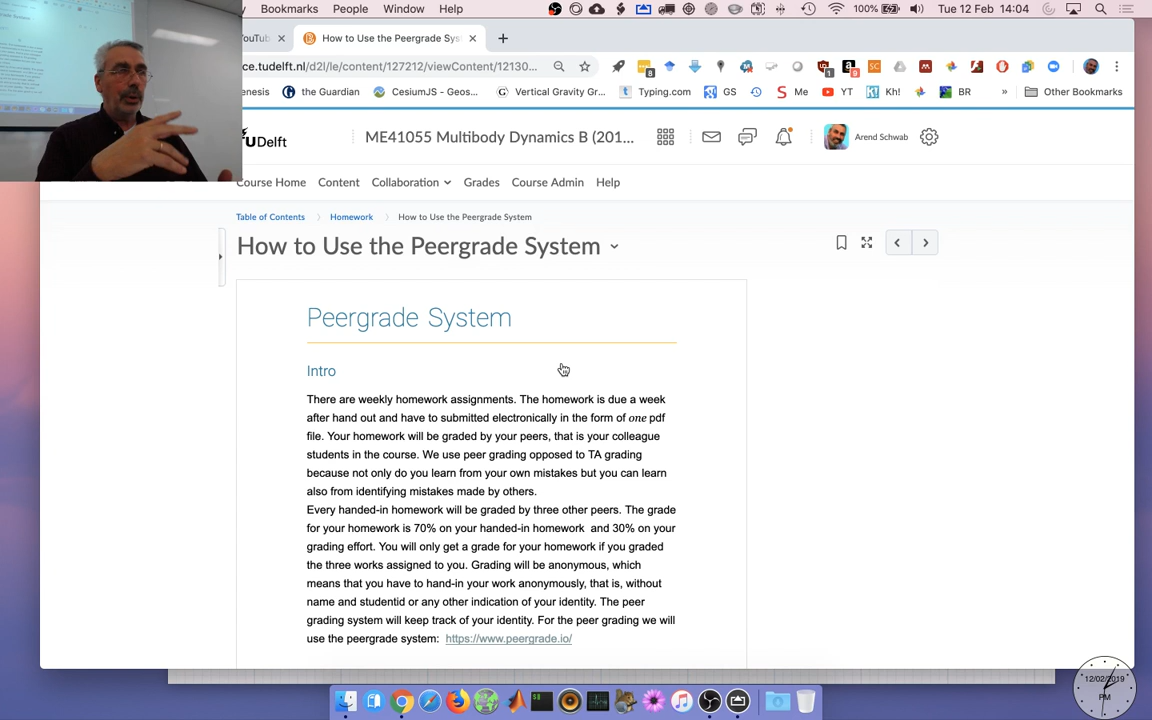 Bookmarks People Window Help
100% Tue 12 Feb 14:04
YouTub
How to Use the Peergrade Sys
ce.tudelft.nl/d2l/le/content/127212/viewContent/12130...
enesis the Guardian CesiumJS - Geos... Vertical Gravity Gr... Typing.com GS Me YT Kh! BR » Other Bookmarks
TUDelft ME41055 Multibody Dynamics B (201... Arend Schwab
Course Home Content Collaboration Grades Course Admin Help
Table of Contents Homework How to Use the Peergrade System
How to Use the Peergrade System
Peergrade System
Intro
There are weekly homework assignments. The homework is due a week
after hand out and have to submitted electronically in the form of one pdf
file. Your homework will be graded by your peers, that is your colleague
students in the course. We use peer grading opposed to TA grading
because not only do you learn from your own mistakes but you can learn
also from identifying mistakes made by others.
Every handed-in homework will be graded by three other peers. The grade
for your homework is 70% on your handed-in homework and 30% on your
grading effort. You will only get a grade for your homework if you graded
the three works assigned to you. Grading will be anonymous, which
means that you have to hand-in your work anonymously, that is, without
name and studentid or any other indication of your identity. The peer
grading system will keep track of your identity. For the peer grading we will
use the peergrade system: https://www.peergrade.io/
12/02/2019
PM